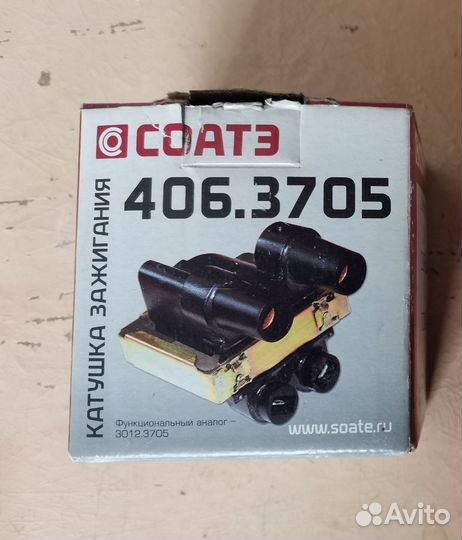 СОАТЭ
406.3705
КАТУШКА ЗАЖИГАНИЯ
Функциональный аналог –
3012.3705
www.soate.ru
Avito